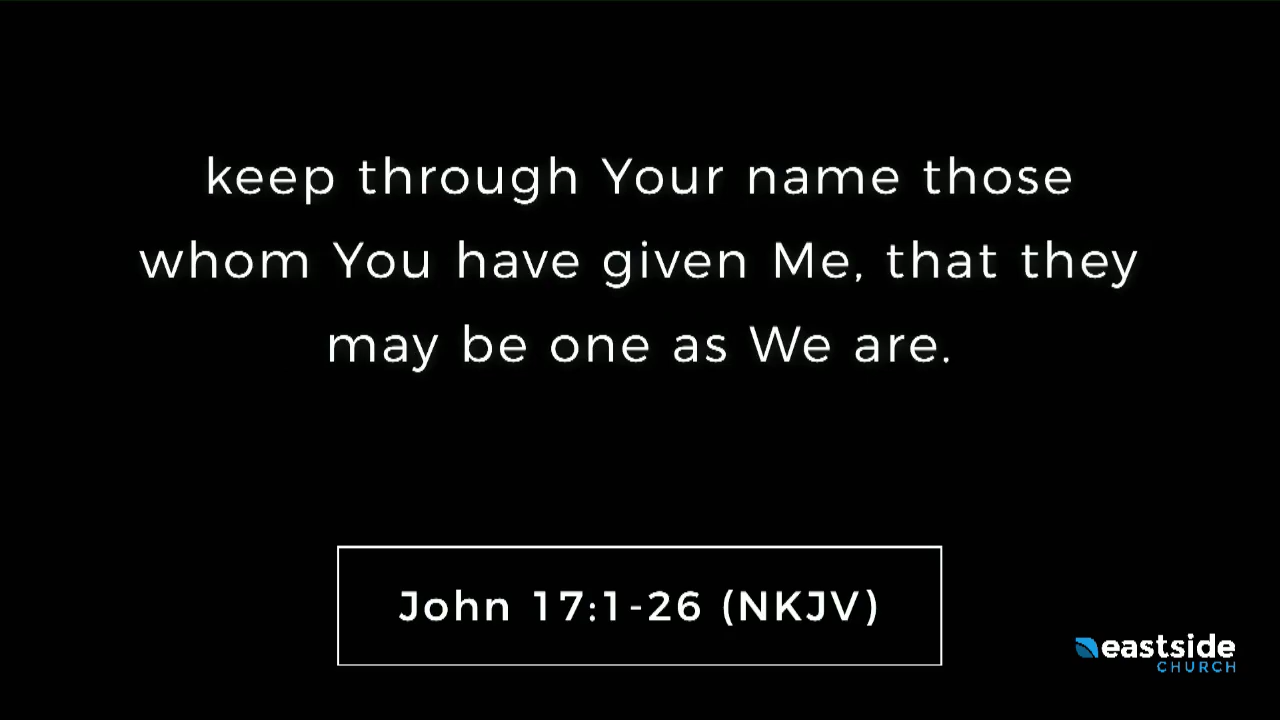 keep through Your name those
whom You have given Me, that they
may be one as We are.
John 17:1-26 (NKJV)
eastside
CHURCH